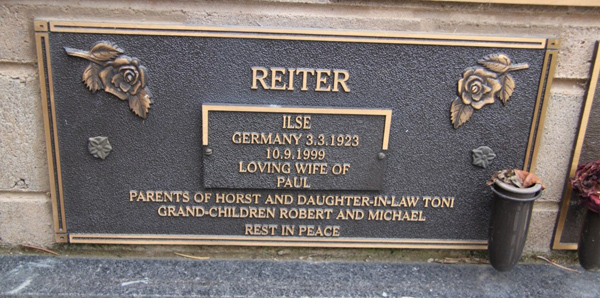 REITER
ILSE
GERMANY 3.3.1923
10.9.1999
LOVING WIFE OF
PAUL
PARENTS OF HORST AND DAUGHTER-IN-LAW TONI
GRAND-CHILDREN ROBERT AND MICHAEL
REST IN PEACE